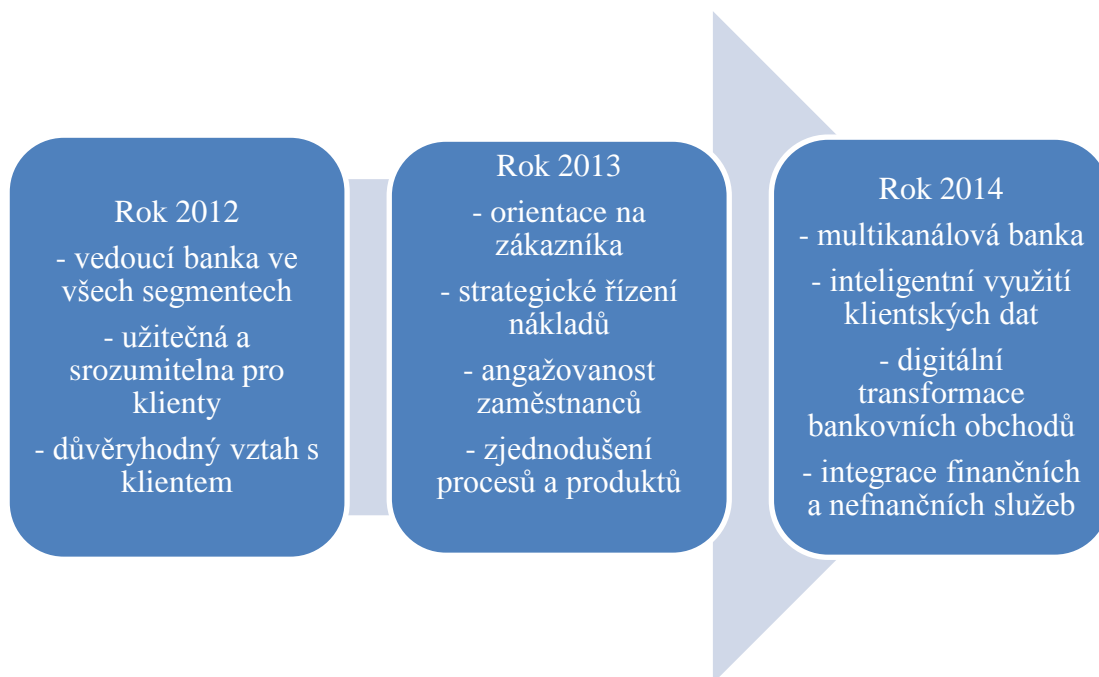 Rok 2012
- vedoucí banka ve
všech segmentech
- užitečná a
srozumitelna pro
klienty
- důvěryhodný vztah s
klientem
Rok 2013
- orientace na
zákazníka
- strategické řízení
nákladů
- angažovanost
zaměstnanců
- zjednodušení
procesů a produktů
Rok 2014
- multikanálová banka
- inteligentní využití
klientských dat
- digitální
transformace
bankovních obchodů
- integrace finančních
a nefnančních služeb